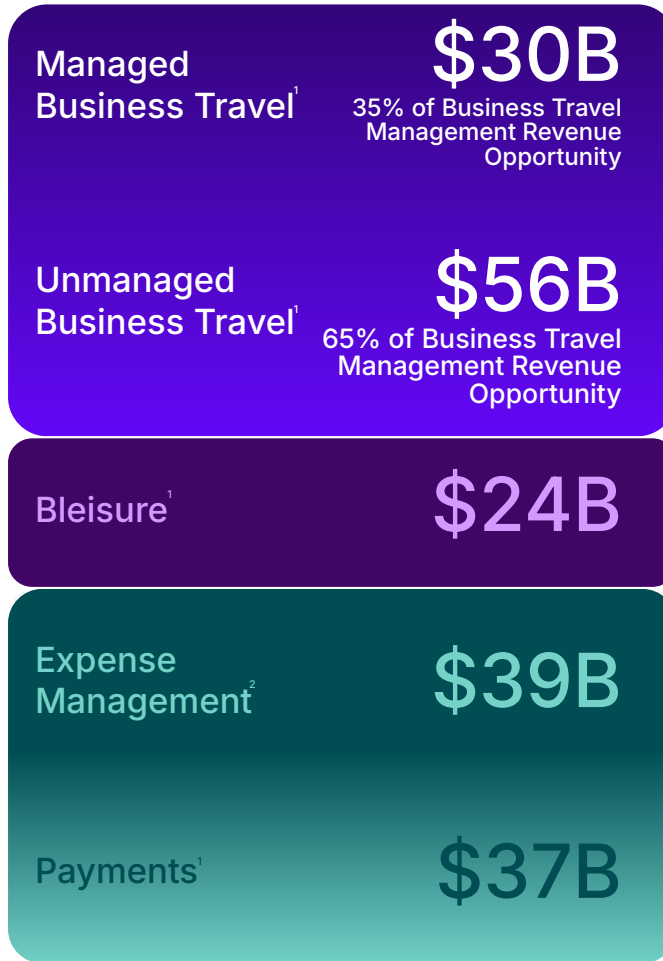 Managed
Business Travel¹
$30B
35% of Business Travel
Management Revenue
Opportunity
Unmanaged
Business Travel¹
$56B
65% of Business Travel
Management Revenue
Opportunity
Bleisure¹
$24B
Expense
Management²
$39B
Payments¹
$37B